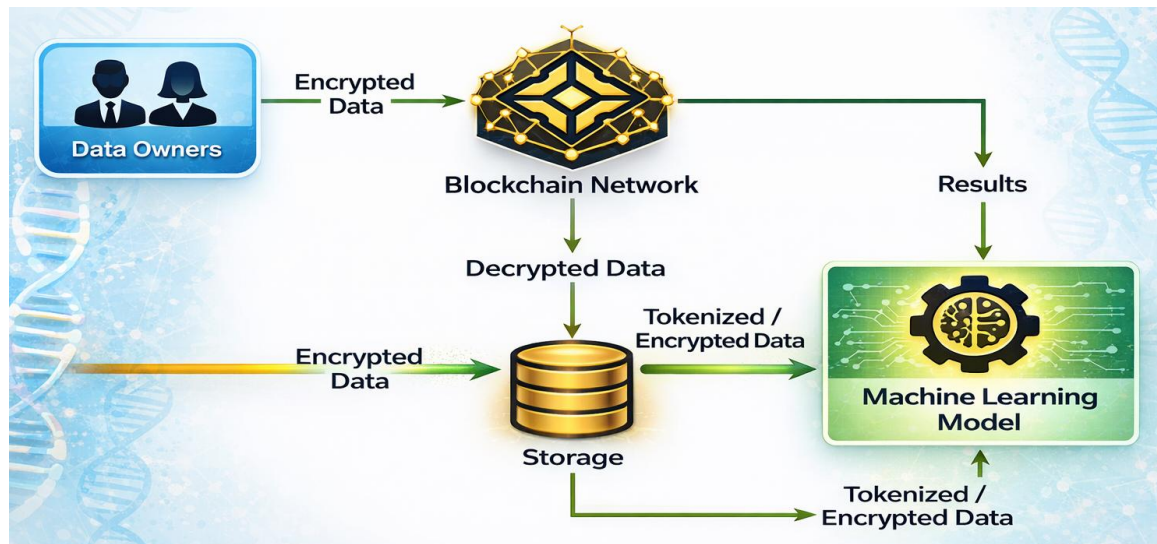 Data Owners
Encrypted
Data
Blockchain Network
Results
Decrypted Data
Tokenized /
Encrypted Data
Encrypted
Data
Storage
Machine Learning
Model
Tokenized /
Encrypted Data